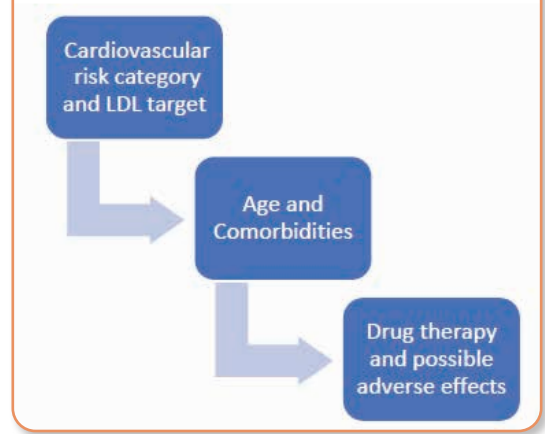 Cardiovascular
risk category
and LDL target
Age and
Comorbidities
Drug therapy
and possible
adverse effects